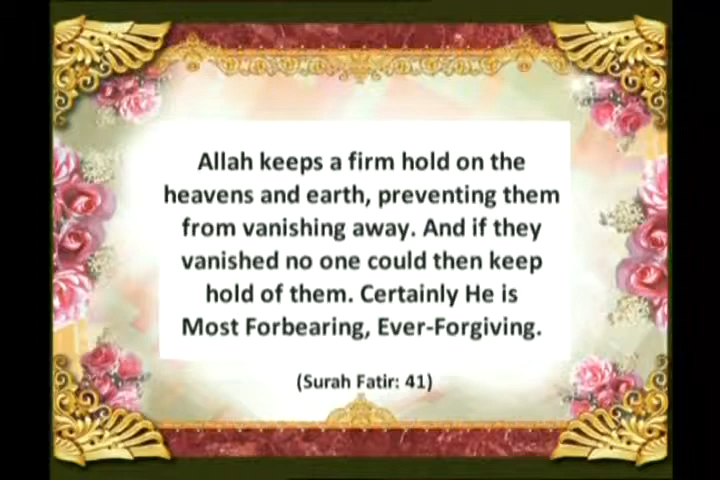 Allah keeps a firm hold on the
heavens and earth, preventing them
from vanishing away. And if they
vanished no one could then keep
hold of them. Certainly He is
Most Forbearing, Ever-Forgiving.
(Surah Fatir: 41)